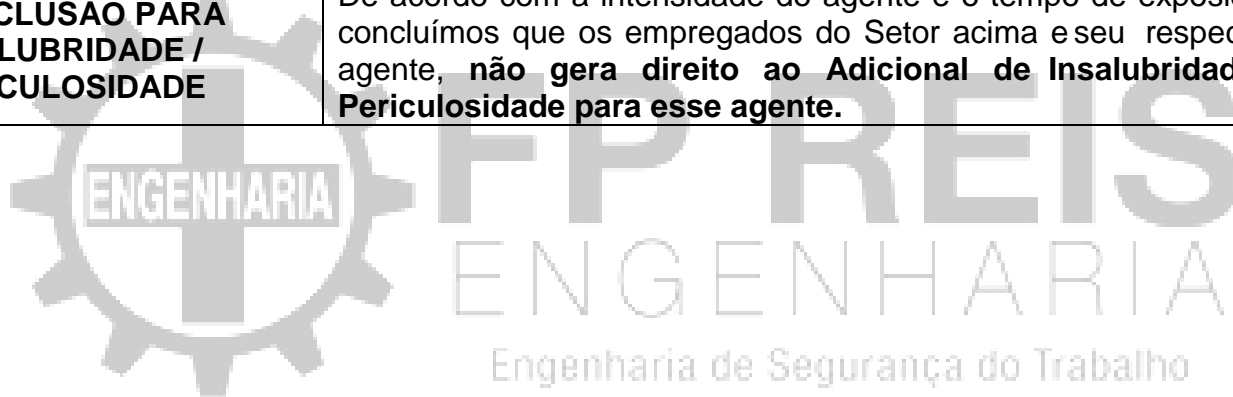 CLUSÃO PARA
LUBRIDADE /
CULOSIDADE
De acordo com a intensidade do agente e o tempo de exposi
concluímos que os empregados do Setor acima e seu respec
agente, não gera direito ao Adicional de Insalubridad
Periculosidade para esse agente.
ENGENHARIA
FP REIS
ENGENHARIA
Engenharia de Segurança do Trabalho